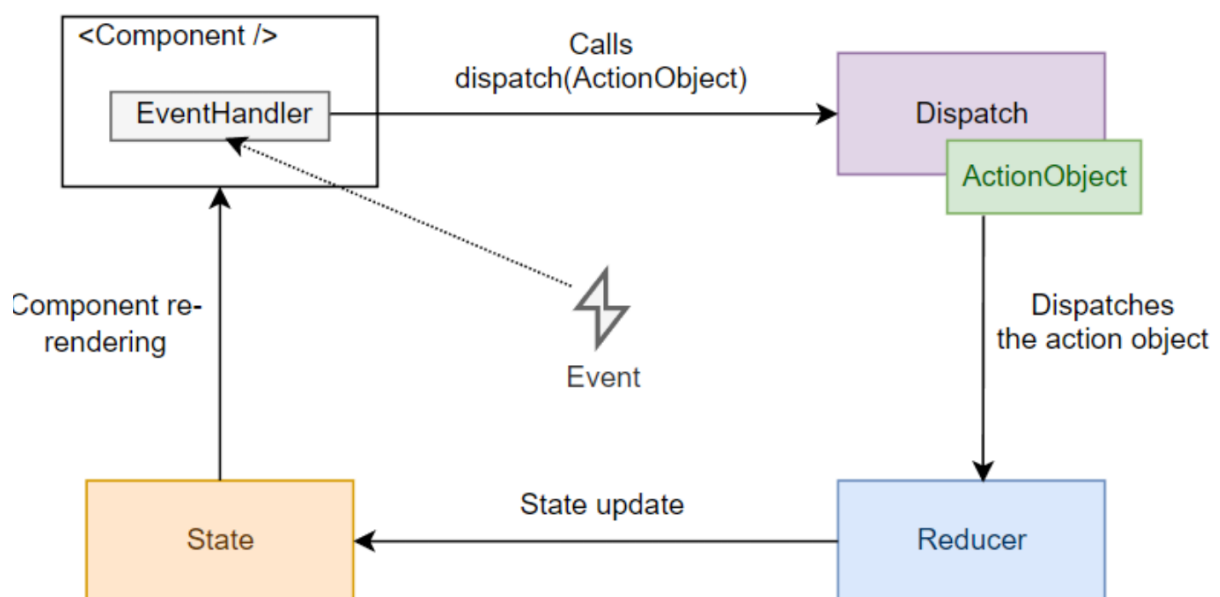 <Component />
EventHandler
Calls
dispatch(ActionObject)
Dispatch
ActionObject
Component re-
rendering
Event
Dispatches
the action object
State
State update
Reducer